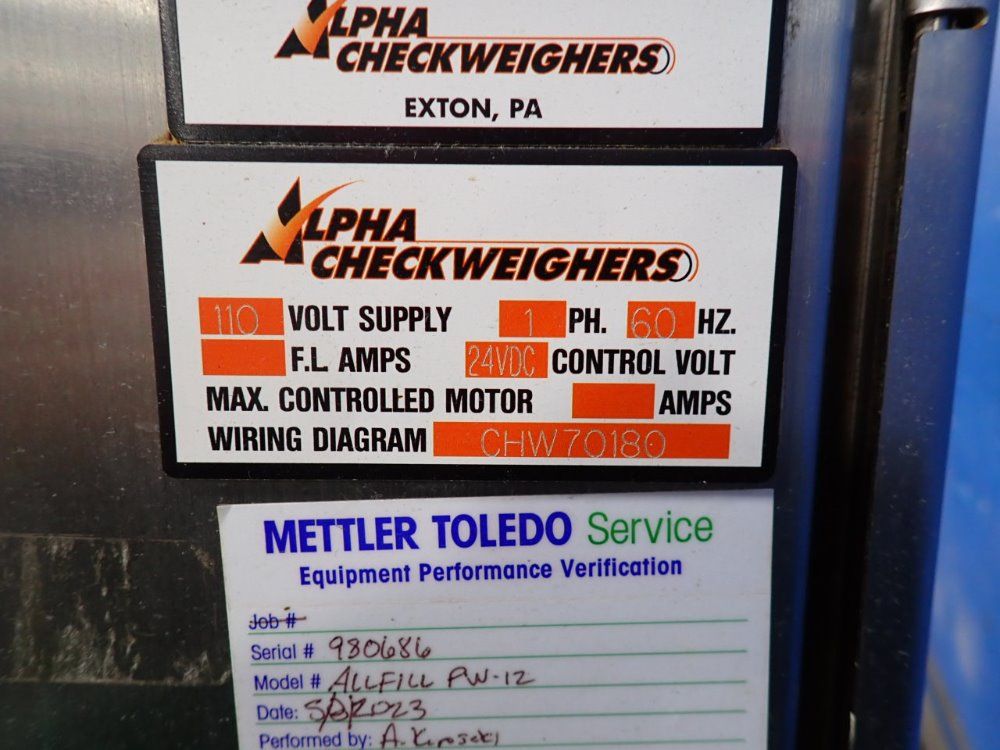 ALPHA
CHECKWEIGHERS
EXTON, PA
ALPHA
CHECKWEIGHERS
110 VOLT SUPPLY 1 PH. 60 HZ.
F.L. AMPS 24VDC CONTROL VOLT
MAX. CONTROLLED MOTOR AMPS
WIRING DIAGRAM CHW70180
METTLER TOLEDO Service
Equipment Performance Verification
Job #
Serial # 980686
Model # ALLFILL PW-12
Date:
Performed by: A.